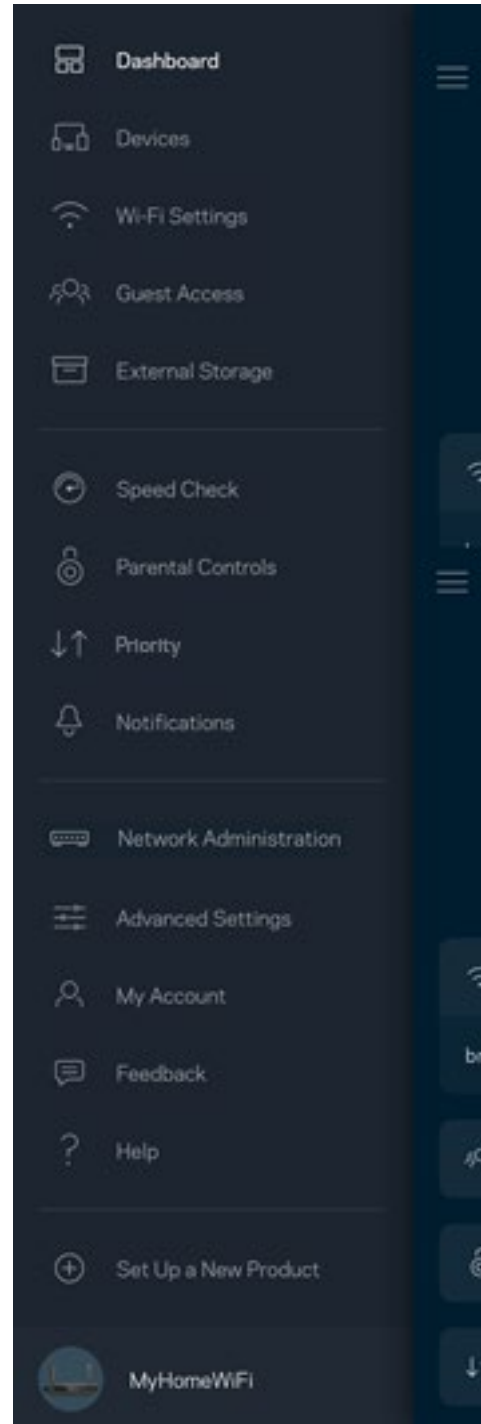 Dashboard
Devices
Wi-Fi Settings
Guest Access
External Storage
Speed Check
Parental Controls
Priority
Notifications
Network Administration
Advanced Settings
My Account
Feedback
Help
Set Up a New Product
MyHomeWiFi